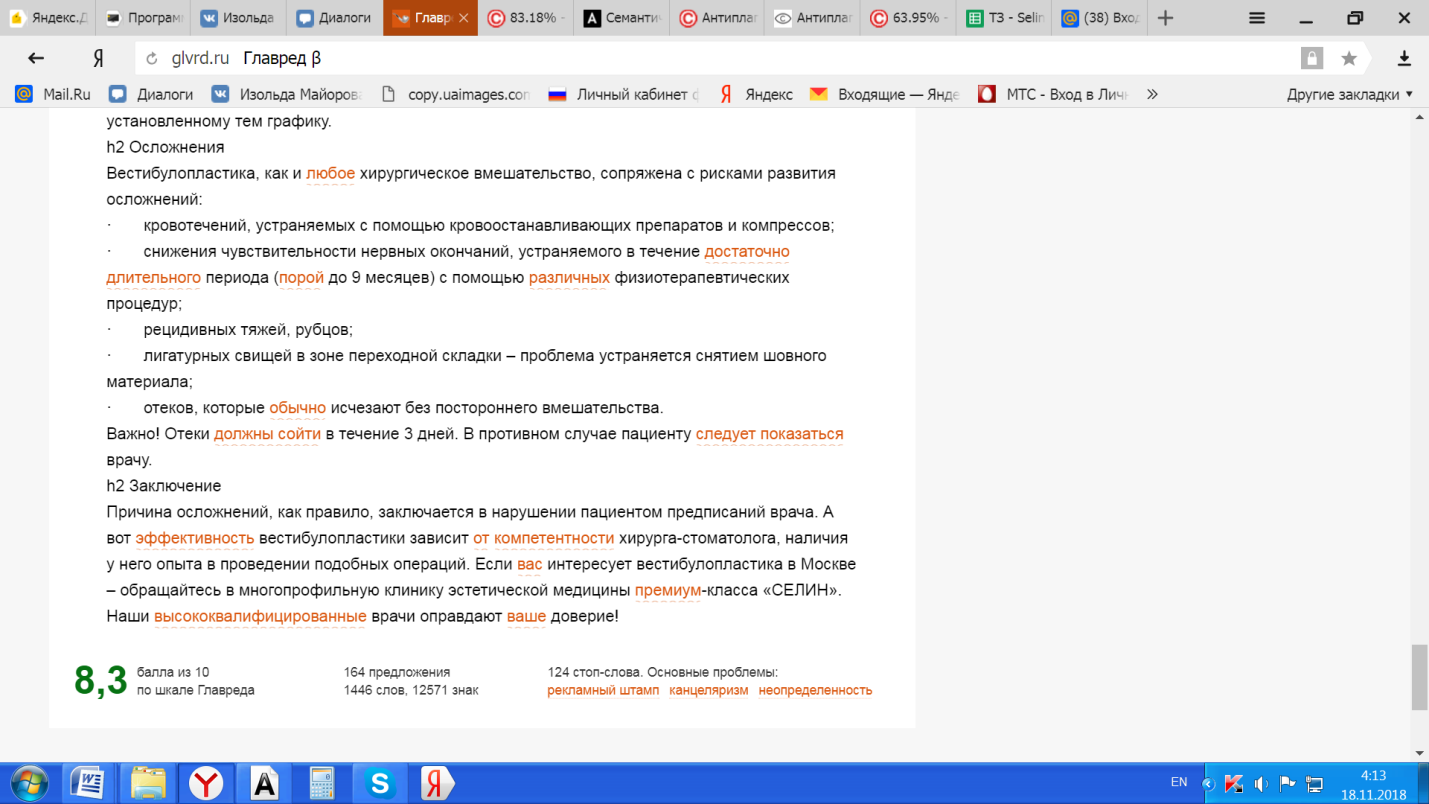 Яндекс.Д
Програм
Изольда
Диалоги
Главр
83.18% -
Семантич
Антиплаг
Антиплаг
63.95% -
ТЗ - Selin
(38) Вход
glvrd.ru Главред β
Mail.Ru
Диалоги
Изольда Майорова
copy.uaimages.com
Личный кабинет ф
Яндекс
Входящие — Янде
МТС - Вход в Личн
Другие закладки
установленному тем графику.
h2 Осложнения
Вестибулопластика, как и любое хирургическое вмешательство, сопряжена с рисками развития
осложнений:
· кровотечений, устраняемых с помощью кровоостанавливающих препаратов и компрессов;
· снижения чувствительности нервных окончаний, устраняемого в течение достаточно
длительного периода (порой до 9 месяцев) с помощью различных физиотерапевтических
процедур;
· рецидивных тяжей, рубцов;
· лигатурных свищей в зоне переходной складки – проблема устраняется снятием шовного
материала;
· отеков, которые обычно исчезают без постороннего вмешательства.
Важно! Отеки должны сойти в течение 3 дней. В противном случае пациенту следует показаться
врачу.
h2 Заключение
Причина осложнений, как правило, заключается в нарушении пациентом предписаний врача. А
вот эффективность вестибулопластики зависит от компетентности хирурга-стоматолога, наличия
у него опыта в проведении подобных операций. Если вас интересует вестибулопластика в Москве
– обращайтесь в многопрофильную клинику эстетической медицины премиум-класса «СЕЛИН».
Наши высококвалифицированные врачи оправдают ваше доверие!
8,3
балла из 10
по шкале Главреда
164 предложения
1446 слов, 12571 знак
124 стоп-слова. Основные проблемы:
рекламный штамп канцеляризм неопределенность
EN
4:13
18.11.2018